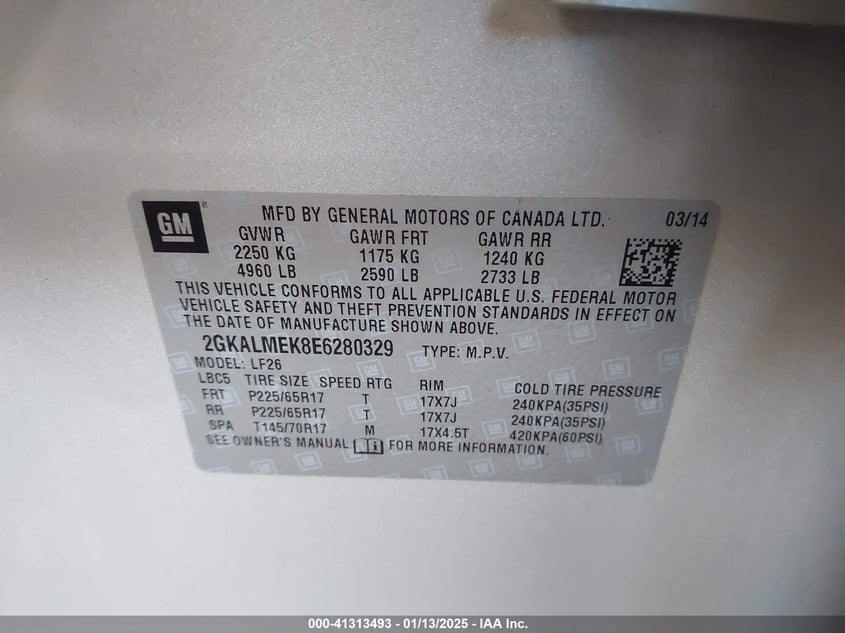 GM MFD BY GENERAL MOTORS OF CANADA LTD. 03/14
GVWR GAWR FRT GAWR RR
2250 KG 1175 KG 1240 KG
4960 LB 2590 LB 2733 LB
THIS VEHICLE CONFORMS TO ALL APPLICABLE U.S. FEDERAL MOTOR
VEHICLE SAFETY AND THEFT PREVENTION STANDARDS IN EFFECT ON
THE DATE OF MANUFACTURE SHOWN ABOVE.
2GKALMEK8E6280329 TYPE: M.P.V.
MODEL: LF26
LBC5 TIRE SIZE SPEED RTG RIM COLD TIRE PRESSURE
FRT P225/65R17 T 17X7J 240KPA(35PSI)
RR P225/65R17 T 17X7J 240KPA(35PSI)
SPA T145/70R17 M 17X4.5T 420KPA(60PSI)
SEE OWNER'S MANUAL FOR MORE INFORMATION.
000-41313493 - 01/13/2025 - IAA Inc.